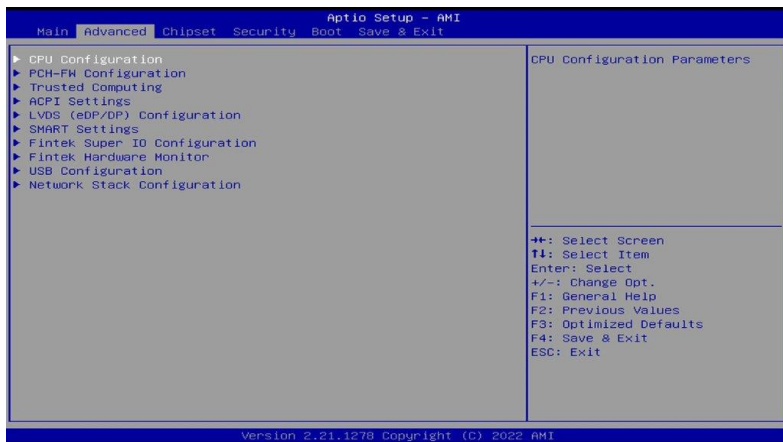 Aptio Setup - AMI
Main Advanced Chipset Security Boot Save & Exit
▶ CPU Configuration
▶ PCH-FW Configuration
▶ Trusted Computing
▶ ACPI Settings
▶ LVDS (eDP/DP) Configuration
▶ SMART Settings
▶ Fintek Super IO Configuration
▶ Fintek Hardware Monitor
▶ USB Configuration
▶ Network Stack Configuration
CPU Configuration Parameters
→←: Select Screen
↑↓: Select Item
Enter: Select
+/-: Change Opt.
F1: General Help
F2: Previous Values
F3: Optimized Defaults
F4: Save & Exit
ESC: Exit
Version 2.21.1278 Copyright (C) 2022 AMI